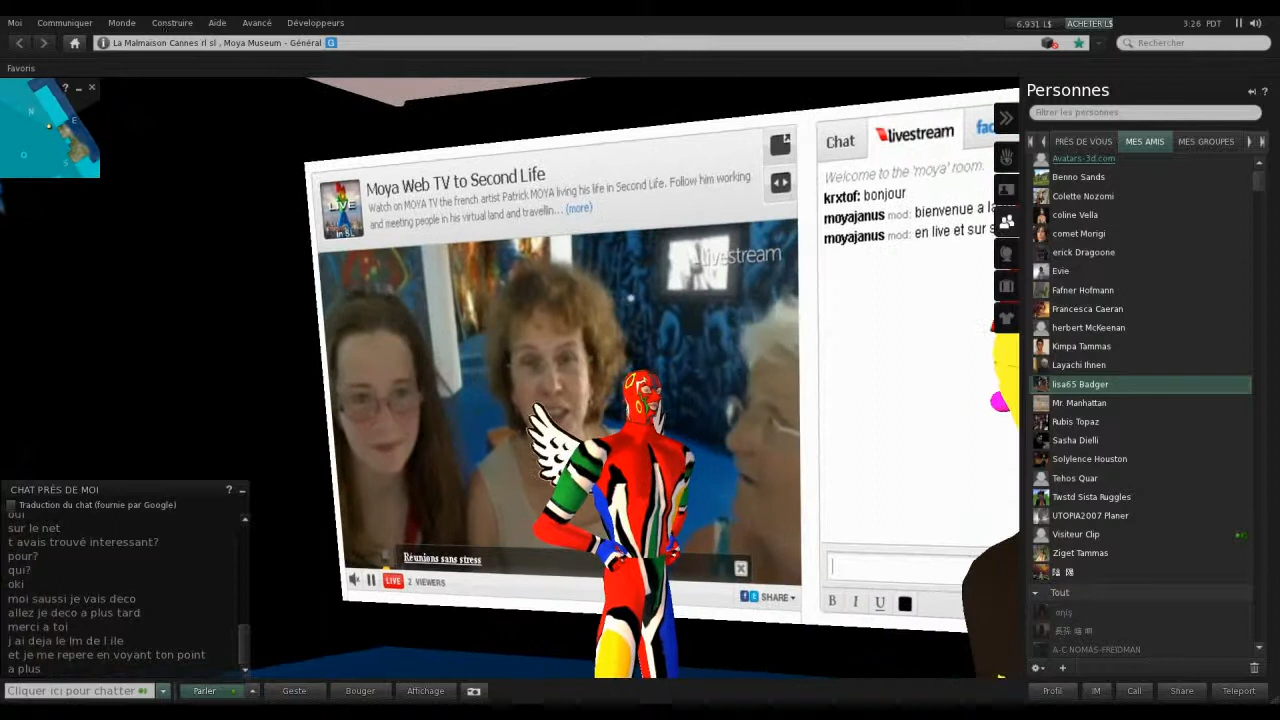 Moi Communiquer Monde Construire Aide Avancé Développeurs
6,931 L$ ACHETER L$ 3:26 PDT
La Malmaison Cannes rl sl , Moya Museum - Général G
Rechercher
Favoris
N
E
O
S
Moya Web TV to Second Life
Watch on MOYA TV the french artist Patrick MOYA living his life in Second Life. Follow him working
and meeting people in his virtual land and travellin... (more)
LIVE
in SL
livestream
Réunions sans stress
LIVE 2 VIEWERS
SHARE
Chat livestream fac
Welcome to the 'moya' room.
krxtof: bonjour
moyajanus mod: bienvenue a la
moyajanus mod: en live et sur s
B I U
CHAT PRÈS DE MOI
Traduction du chat (fournie par Google)
oui
sur le net
t avais trouvé interessant?
pour?
qui?
oki
moi saussi je vais deco
allez je deco a plus tard
merci a toi
j ai deja le lm de l ile
et je me repere en voyant ton point
a plus
Cliquer ici pour chatter
Parler Geste Bouger Affichage
Personnes
Filtrer les personnes
PRÈS DE VOUS MES AMIS MES GROUPES
Avatars-3d.com
Benno Sands
Colette Nozomi
coline Vella
comet Morigi
erick Dragoone
Evie
Fafner Hofmann
Francesca Caeran
herbert McKeenan
Kimpa Tammas
Layachi Ihnen
lisa65 Badger
Mr. Manhattan
Rubis Topaz
Sasha Dielli
Solylence Houston
Tehos Quar
Twstd Sista Ruggles
UTOPIA2007 Planer
Visiteur Clip
Ziget Tammas
Tout
A-C NOMAS-FREIDMAN
Profil IM Call Share Teleport